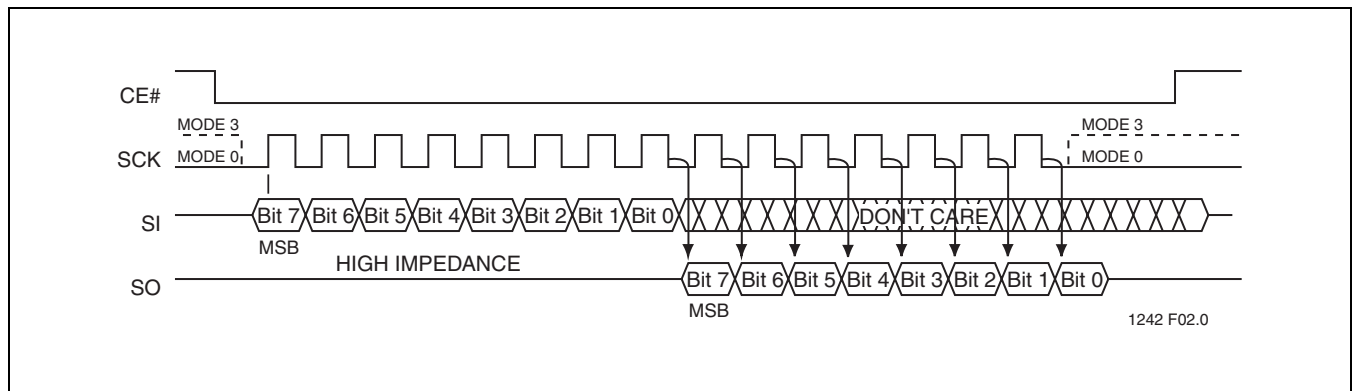 CE#
MODE 3
MODE 3
SCK
MODE 0
MODE 0
SI
Bit 7 Bit 6 Bit 5 Bit 4 Bit 3 Bit 2 Bit 1 Bit 0
DON'T CARE
MSB
HIGH IMPEDANCE
SO
Bit 7 Bit 6 Bit 5 Bit 4 Bit 3 Bit 2 Bit 1 Bit 0
MSB
1242 F02.0